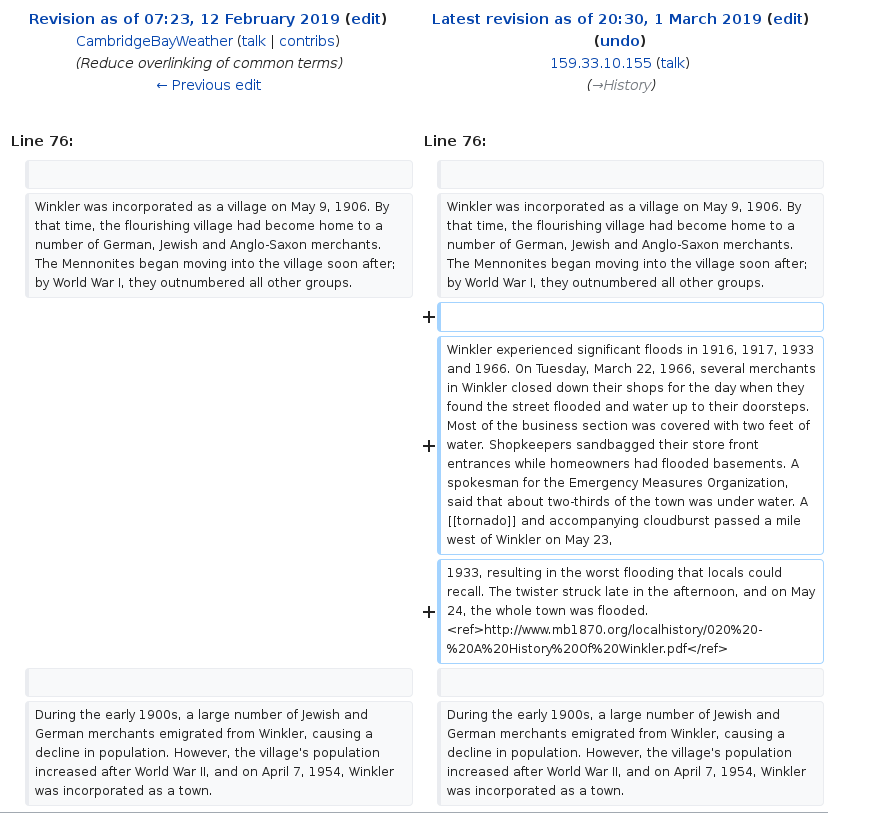 Revision as of 07:23, 12 February 2019 (edit)
CambridgeBayWeather (talk | contribs)
(Reduce overlinking of common terms)
← Previous edit
Latest revision as of 20:30, 1 March 2019 (edit)
(undo)
159.33.10.155 (talk)
(→History)
Line 76:
Line 76:
Winkler was incorporated as a village on May 9, 1906. By
that time, the flourishing village had become home to a
number of German, Jewish and Anglo-Saxon merchants.
The Mennonites began moving into the village soon after;
by World War I, they outnumbered all other groups.
Winkler was incorporated as a village on May 9, 1906. By
that time, the flourishing village had become home to a
number of German, Jewish and Anglo-Saxon merchants.
The Mennonites began moving into the village soon after;
by World War I, they outnumbered all other groups.
+
+
Winkler experienced significant floods in 1916, 1917, 1933
and 1966. On Tuesday, March 22, 1966, several merchants
in Winkler closed down their shops for the day when they
found the street flooded and water up to their doorsteps.
Most of the business section was covered with two feet of
water. Shopkeepers sandbagged their store front
entrances while homeowners had flooded basements. A
spokesman for the Emergency Measures Organization,
said that about two-thirds of the town was under water. A
[[tornado]] and accompanying cloudburst passed a mile
west of Winkler on May 23,
+
1933, resulting in the worst flooding that locals could
recall. The twister struck late in the afternoon, and on May
24, the whole town was flooded.
<ref>http://www.mb1870.org/localhistory/020%20-
%20A%20History%20Of%20Winkler.pdf</ref>
During the early 1900s, a large number of Jewish and
German merchants emigrated from Winkler, causing a
decline in population. However, the village's population
increased after World War II, and on April 7, 1954, Winkler
was incorporated as a town.
During the early 1900s, a large number of Jewish and
German merchants emigrated from Winkler, causing a
decline in population. However, the village's population
increased after World War II, and on April 7, 1954, Winkler
was incorporated as a town.